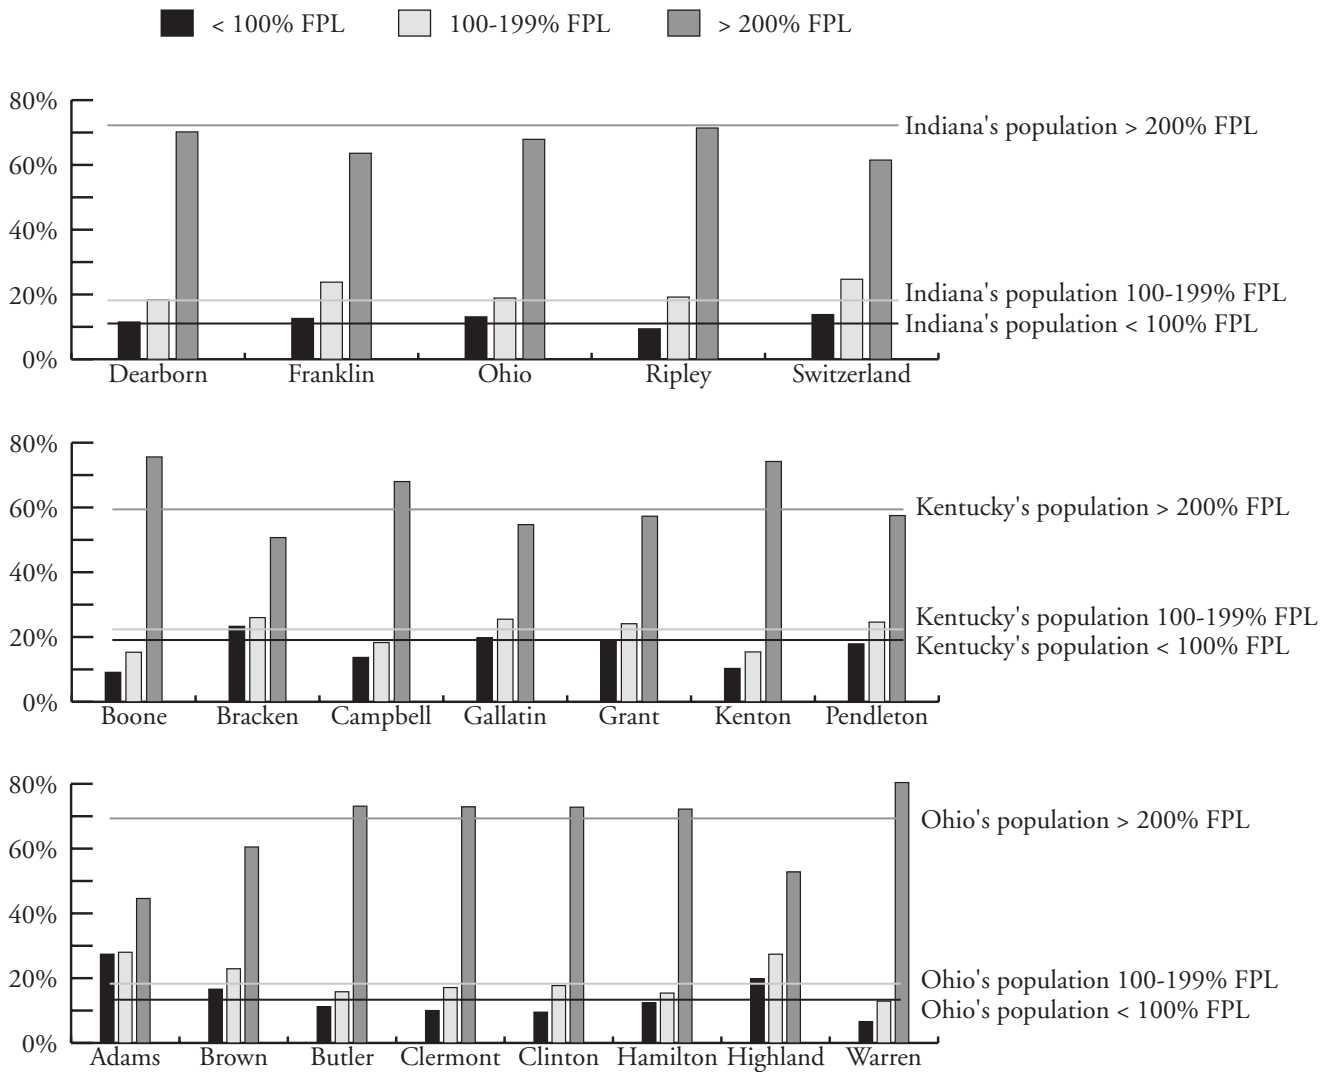 < 100% FPL 100-199% FPL > 200% FPL
80%
Indiana's population > 200% FPL
60%
40%
20%
Indiana's population 100-199% FPL
Indiana's population < 100% FPL
0%
Dearborn Franklin Ohio Ripley Switzerland
80%
60%
Kentucky's population > 200% FPL
40%
Kentucky's population 100-199% FPL
20%
Kentucky's population < 100% FPL
0%
Boone Bracken Campbell Gallatin Grant Kenton Pendleton
80%
Ohio's population > 200% FPL
60%
40%
20%
Ohio's population 100-199% FPL
Ohio's population < 100% FPL
0%
Adams Brown Butler Clermont Clinton Hamilton Highland Warren